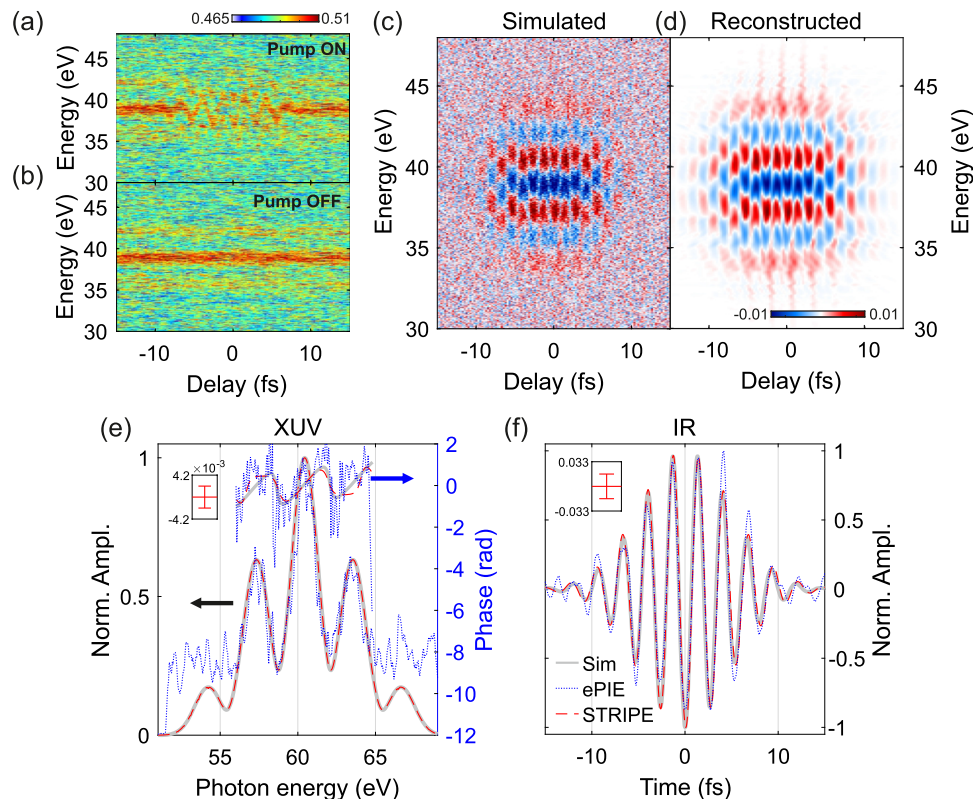 (a)
0.465
0.51
(c)
Simulated
(d)
Reconstructed
Pump ON
Energy (eV)
45
40
35
30
(b)
Pump OFF
Energy (eV)
45
40
35
30
-10
0
10
Delay (fs)
Energy (eV)
45
40
35
30
-10
0
10
Delay (fs)
-0.01
0.01
45
40
35
30
Energy (eV)
-10
0
10
Delay (fs)
(e)
XUV
×10⁻³
4.2
-4.2
Norm. Ampl.
1
0.5
0
2
0
-2
-4
-6
-8
-10
-12
Phase (rad)
55
60
65
Photon energy (eV)
(f)
IR
0.033
-0.033
Sim
ePIE
STRIPE
1
0.5
0
-0.5
-1
Norm. Ampl.
-10
0
10
Time (fs)